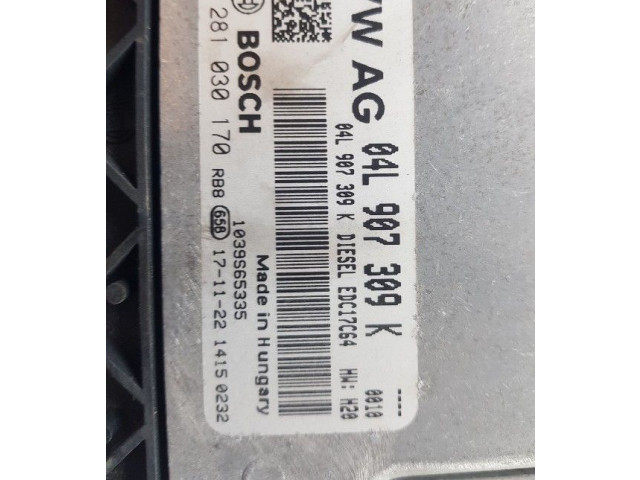 VW AG 04L 907 309 K ----
04L 907 309 K DIESEL EDC17C64 HW: H20 0010
BOSCH Made in Hungary
1039S65335
281 030 170 RB8 658 17-11-22 1415 0232